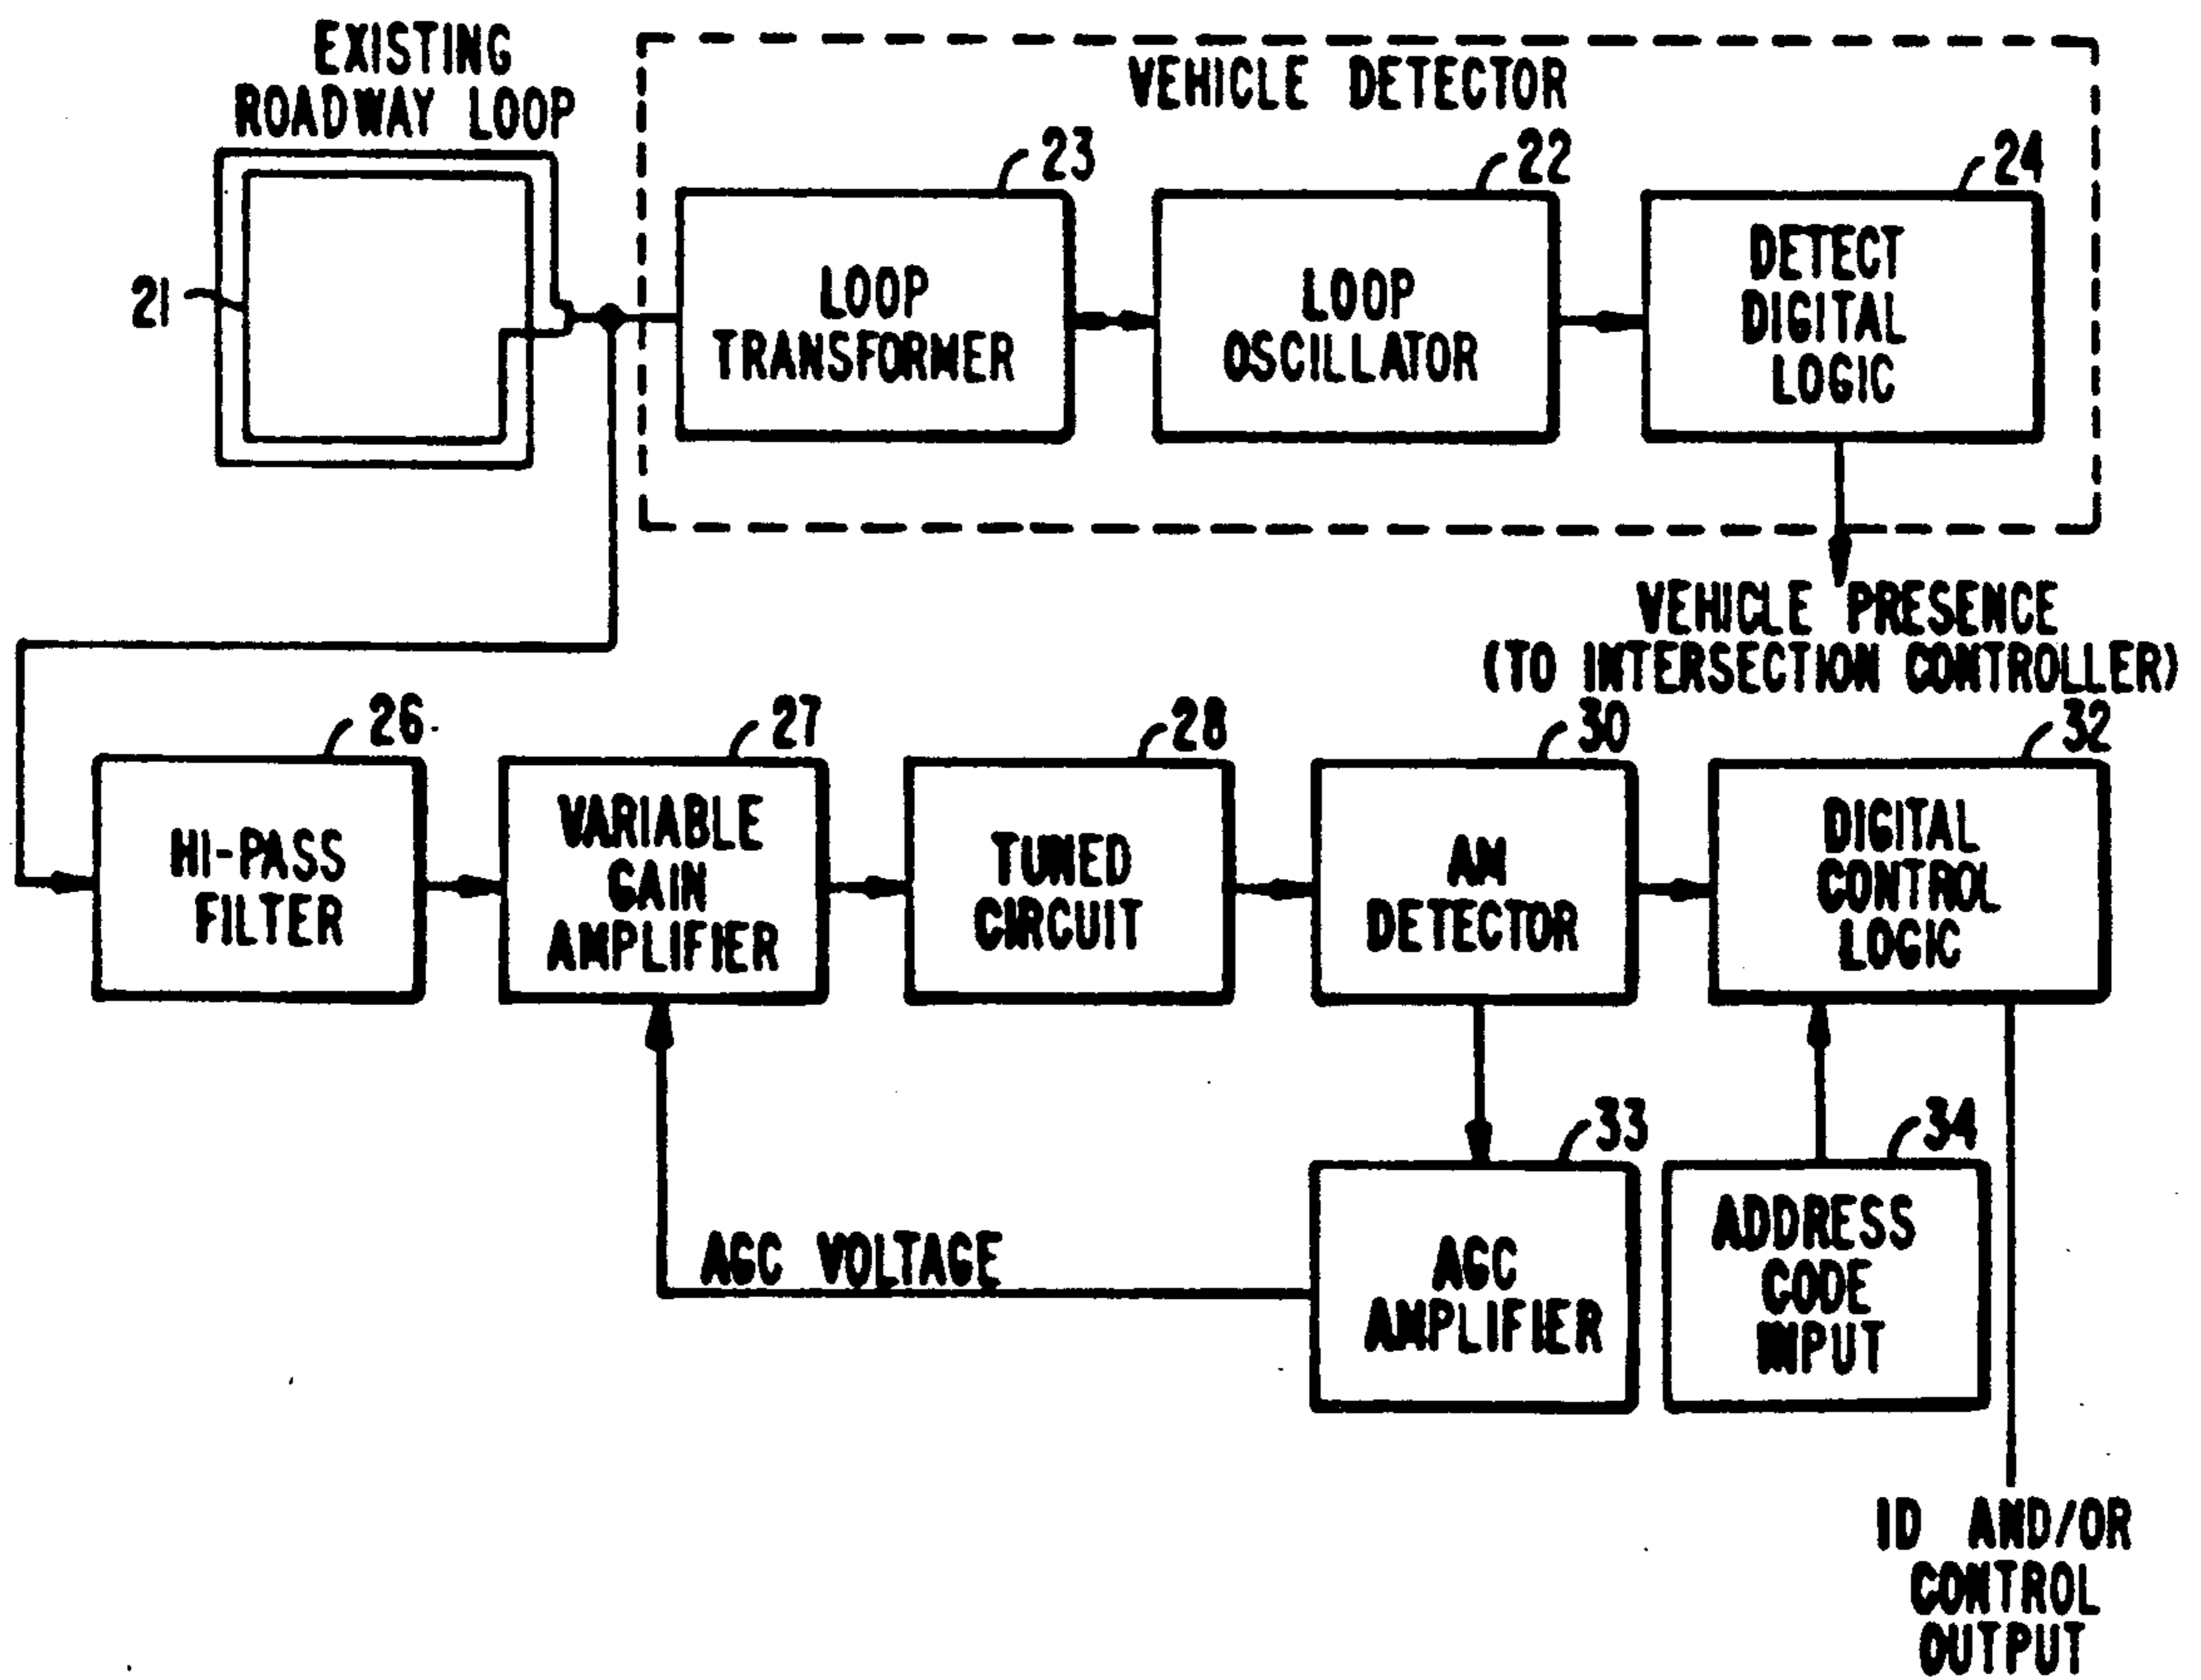 EXISTING
ROADWAY LOOP
VEHICLE DETECTOR
23
22
24
21
LOOP
TRANSFORMER
LOOP
OSCILLATOR
DETECT
DIGITAL
LOGIC
VEHICLE PRESENCE
(TO INTERSECTION CONTROLLER)
26
27
28
30
32
HI-PASS
FILTER
VARIABLE
GAIN
AMPLIFIER
TUNED
CIRCUIT
AM
DETECTOR
DIGITAL
CONTROL
LOGIC
33
34
AGC VOLTAGE
AGC
AMPLIFIER
ADDRESS
CODE
INPUT
ID AND/OR
CONTROL
OUTPUT